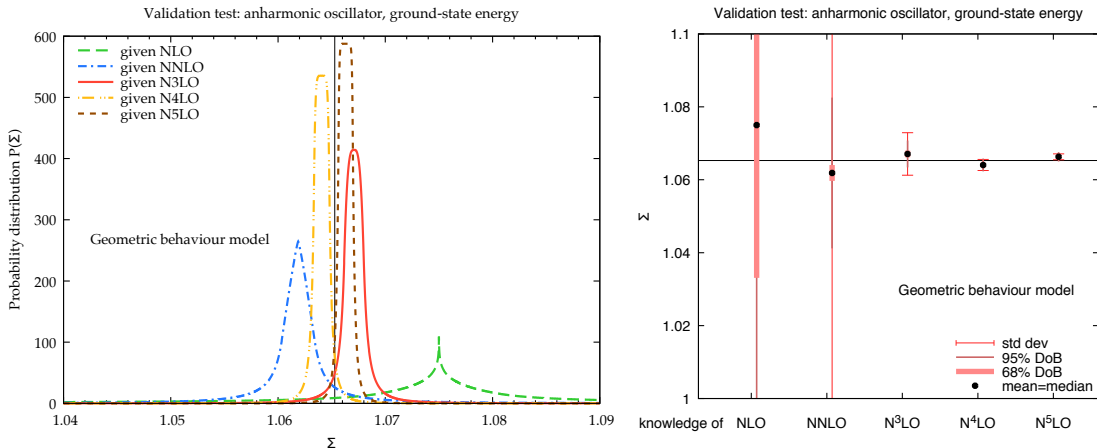 Validation test: anharmonic oscillator, ground-state energy
600
500
400
300
200
100
0
Probability distribution P(Σ)
given NLO
given NNLO
given N3LO
given N4LO
given N5LO
Geometric behaviour model
1.04
1.05
1.06
1.07
1.08
1.09
Σ
Validation test: anharmonic oscillator, ground-state energy
1.1
1.08
1.06
1.04
1.02
1
Σ
Geometric behaviour model
std dev
95% DoB
68% DoB
mean=median
knowledge of NLO NNLO N³LO N⁴LO N⁵LO